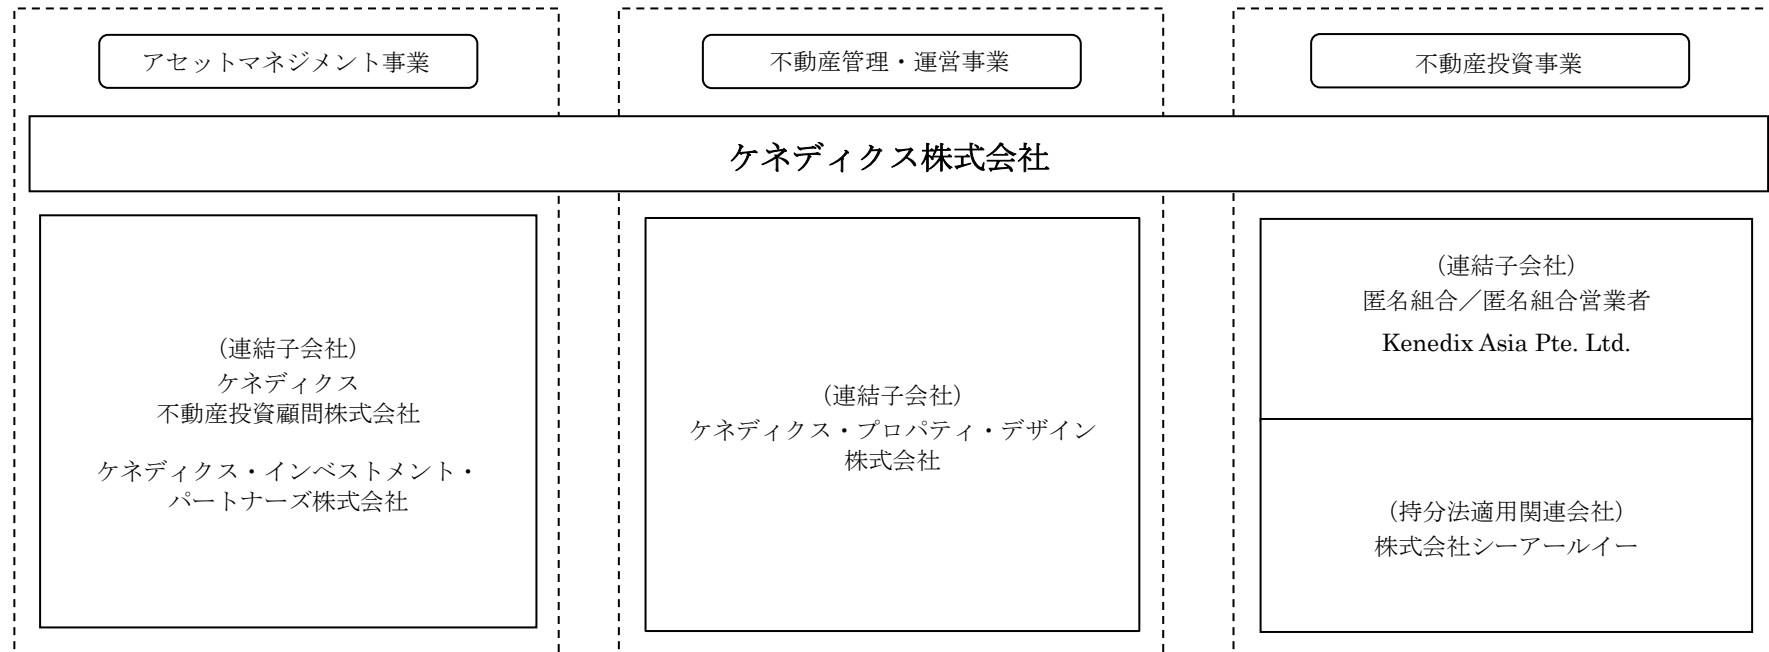 アセットマネジメント事業
不動産管理・運営事業
不動産投資事業
ケネディクス株式会社
（連結子会社）
ケネディクス
不動産投資顧問株式会社
ケネディクス・インベストメント・
パートナーズ株式会社
（連結子会社）
ケネディクス・プロパティ・デザイン
株式会社
（連結子会社）
匿名組合／匿名組合営業者
Kenedix Asia Pte. Ltd.
（持分法適用関連会社）
株式会社シーアールイー